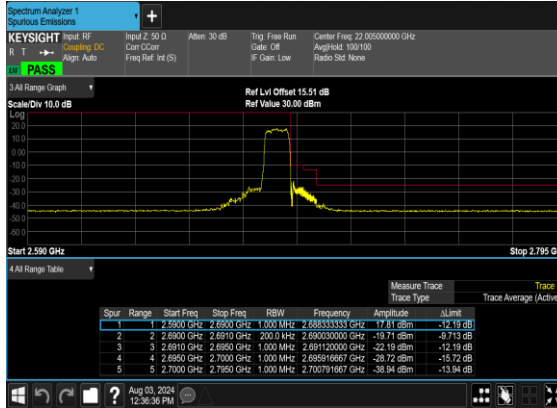 Spectrum Analyzer 1
Spurious Emissions
KEYSIGHT Input: RF Input Z: 50 Ω Atten: 30 dB Trig: Free Run Center Freq: 22.005000000 GHz
R T Coupling: DC Corr CCorr Gate: Off Avg|Hold: 100/100
Align: Auto Freq Ref: Int (S) IF Gain: Low Radio Std: None
PASS
3 All Range Graph
Ref Lvl Offset 15.51 dB
Scale/Div 10.0 dB Ref Value 30.00 dBm
Log
20.0
10.0
0.00
-10.0
-20.0
-30.0
-40.0
-50.0
-60.0
Start 2.590 GHz Stop 2.795 G
4 All Range Table
Measure Trace Trace
Trace Type Trace Average (Active
Spur Range Start Freq Stop Freq RBW Frequency Amplitude ΔLimit
1 1 2.5900 GHz 2.6900 GHz 1.000 MHz 2.688333333 GHz 17.81 dBm -12.19 dB
2 2 2.6900 GHz 2.6910 GHz 200.0 kHz 2.690030000 GHz -19.71 dBm -9.713 dB
3 3 2.6910 GHz 2.6950 GHz 1.000 MHz 2.691120000 GHz -22.19 dBm -12.19 dB
4 4 2.6950 GHz 2.7000 GHz 1.000 MHz 2.695916667 GHz -28.72 dBm -15.72 dB
5 5 2.7000 GHz 2.7950 GHz 1.000 MHz 2.700791667 GHz -38.94 dBm -13.94 dB
Aug 03, 2024
12:36:36 PM